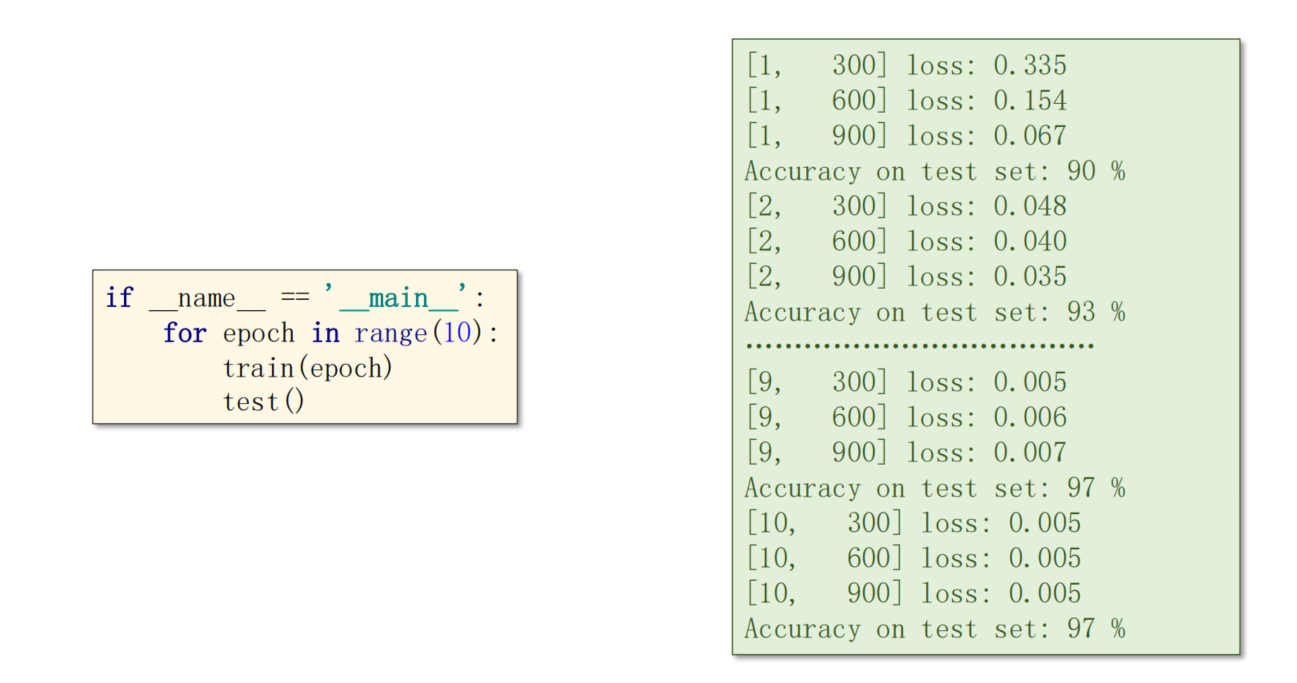 if __name__ == '__main__':
    for epoch in range(10):
        train(epoch)
        test()
[1,   300] loss: 0.335
[1,   600] loss: 0.154
[1,   900] loss: 0.067
Accuracy on test set: 90 %
[2,   300] loss: 0.048
[2,   600] loss: 0.040
[2,   900] loss: 0.035
Accuracy on test set: 93 %
....................................
[9,   300] loss: 0.005
[9,   600] loss: 0.006
[9,   900] loss: 0.007
Accuracy on test set: 97 %
[10,   300] loss: 0.005
[10,   600] loss: 0.005
[10,   900] loss: 0.005
Accuracy on test set: 97 %